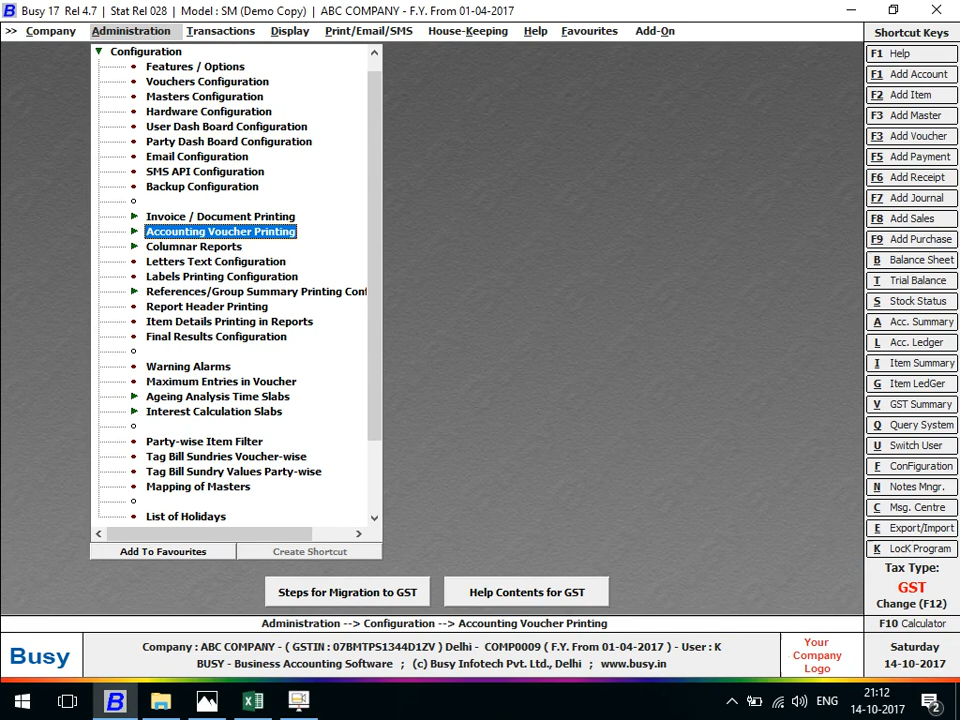 B Busy 17 Rel 4.7 | Stat Rel 028 | Model : SM (Demo Copy) | ABC COMPANY - F.Y. From 01-04-2017
>> Company Administration Transactions Display Print/Email/SMS House-Keeping Help Favourites Add-On
Configuration
Features / Options
Vouchers Configuration
Masters Configuration
Hardware Configuration
User Dash Board Configuration
Party Dash Board Configuration
Email Configuration
SMS API Configuration
Backup Configuration
Invoice / Document Printing
Accounting Voucher Printing
Columnar Reports
Letters Text Configuration
Labels Printing Configuration
References/Group Summary Printing Conf
Report Header Printing
Item Details Printing in Reports
Final Results Configuration
Warning Alarms
Maximum Entries in Voucher
Ageing Analysis Time Slabs
Interest Calculation Slabs
Party-wise Item Filter
Tag Bill Sundries Voucher-wise
Tag Bill Sundry Values Party-wise
Mapping of Masters
List of Holidays
Add To Favourites Create Shortcut
Steps for Migration to GST Help Contents for GST
Shortcut Keys
F1 Help
F1 Add Account
F2 Add Item
F3 Add Master
F3 Add Voucher
F5 Add Payment
F6 Add Receipt
F7 Add Journal
F8 Add Sales
F9 Add Purchase
B Balance Sheet
T Trial Balance
S Stock Status
A Acc. Summary
L Acc. Ledger
I Item Summary
G Item LedGer
V GST Summary
Q Query System
U Switch User
F ConFiguration
N Notes Mngr.
C Msg. Centre
E Export/Import
K LocK Program
Tax Type:
GST
Change (F12)
Administration --> Configuration --> Accounting Voucher Printing
F10 Calculator
Busy
Company : ABC COMPANY - ( GSTIN : 07BMTPS1344D1ZV ) Delhi - COMP0009 ( F.Y. From 01-04-2017 ) - User : K
BUSY - Business Accounting Software ; (c) Busy Infotech Pvt. Ltd., Delhi ; www.busy.in
Your
Company
Logo
Saturday
14-10-2017
B
ENG
21:12
14-10-2017
2